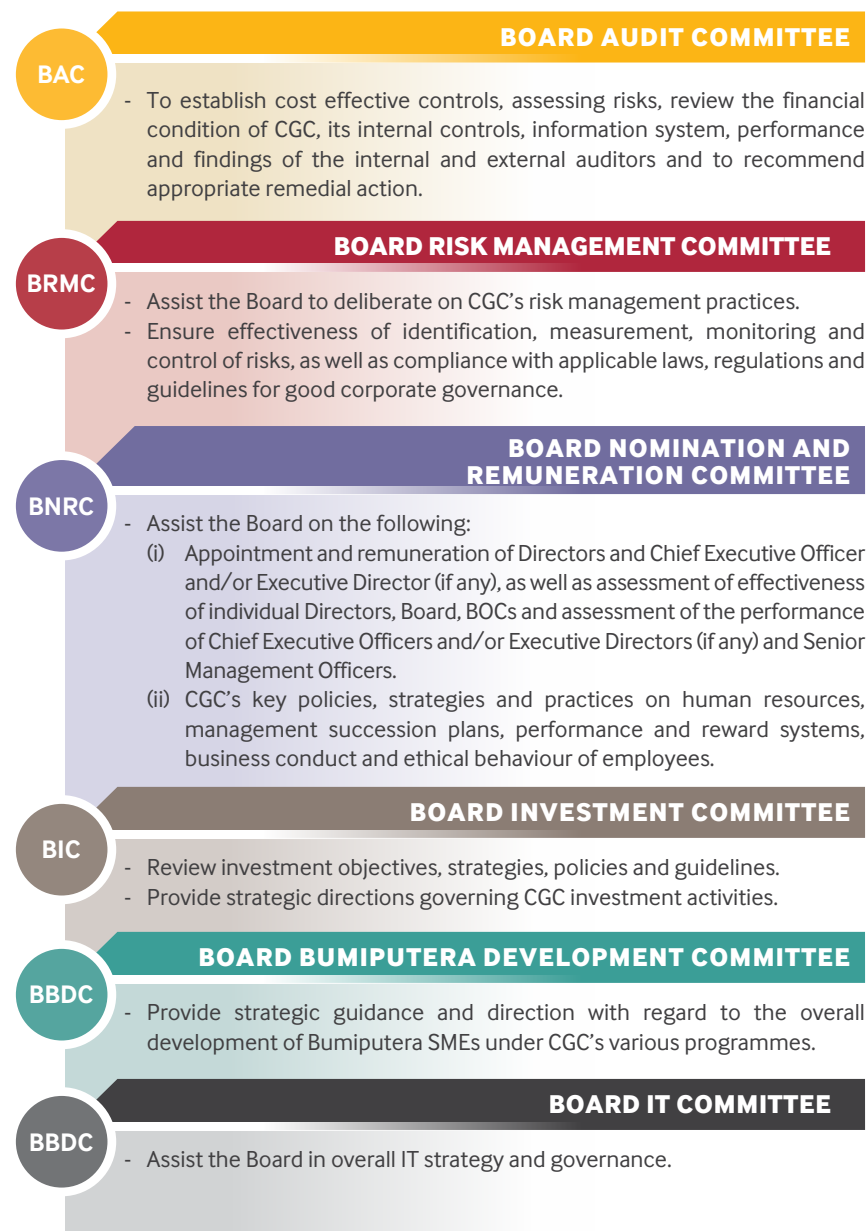 BOARD AUDIT COMMITTEE
BAC
- To establish cost effective controls, assessing risks, review the financial
condition of CGC, its internal controls, information system, performance
and findings of the internal and external auditors and to recommend
appropriate remedial action.
BOARD RISK MANAGEMENT COMMITTEE
BRMC
- Assist the Board to deliberate on CGC's risk management practices.
- Ensure effectiveness of identification, measurement, monitoring and
control of risks, as well as compliance with applicable laws, regulations and
guidelines for good corporate governance.
BOARD NOMINATION AND
REMUNERATION COMMITTEE
BNRC
- Assist the Board on the following:
(i) Appointment and remuneration of Directors and Chief Executive Officer
and/or Executive Director (if any), as well as assessment of effectiveness
of individual Directors, Board, BOCs and assessment of the performance
of Chief Executive Officers and/or Executive Directors (if any) and Senior
Management Officers.
(ii) CGC's key policies, strategies and practices on human resources,
management succession plans, performance and reward systems,
business conduct and ethical behaviour of employees.
BOARD INVESTMENT COMMITTEE
BIC
- Review investment objectives, strategies, policies and guidelines.
- Provide strategic directions governing CGC investment activities.
BOARD BUMIPUTERA DEVELOPMENT COMMITTEE
BBDC
- Provide strategic guidance and direction with regard to the overall
development of Bumiputera SMEs under CGC's various programmes.
BOARD IT COMMITTEE
BBDC
- Assist the Board in overall IT strategy and governance.